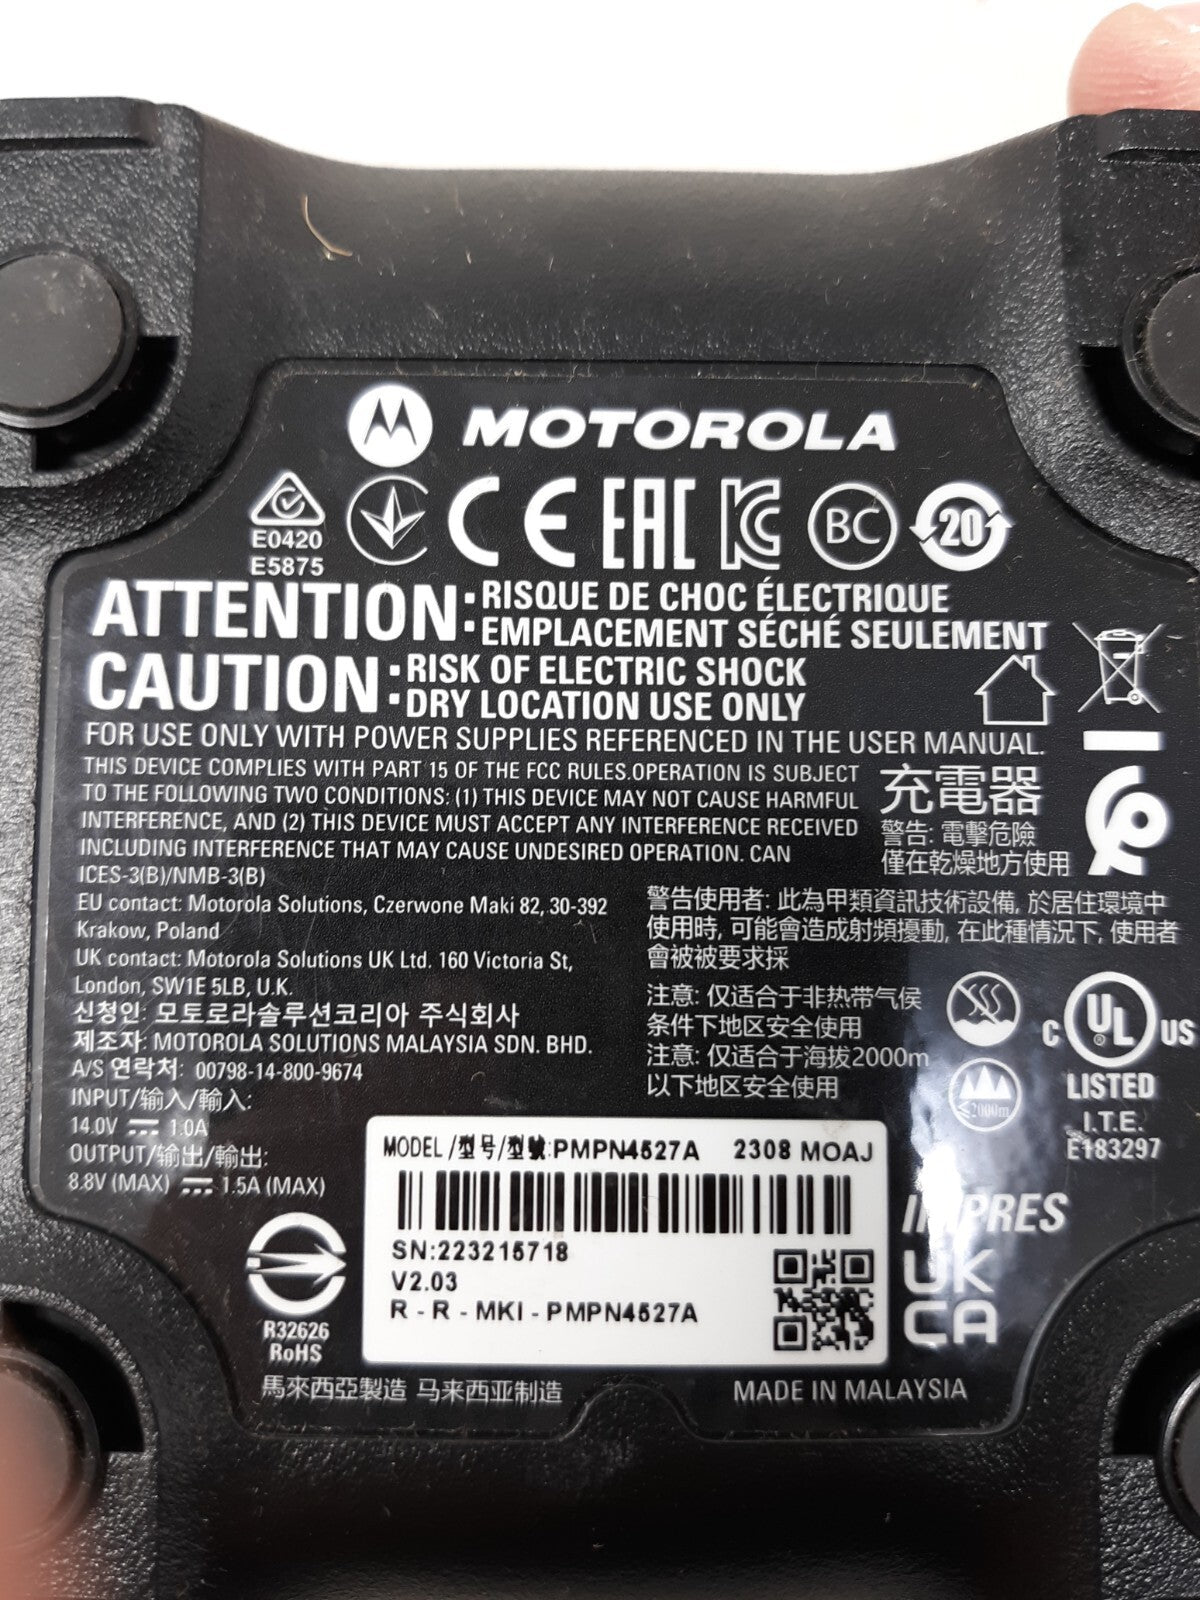 MOTOROLA
E0420
E5875
CE EAC BC 20
ATTENTION: RISQUE DE CHOC ÉLECTRIQUE
EMPLACEMENT SÉCHÉ SEULEMENT
CAUTION: RISK OF ELECTRIC SHOCK
DRY LOCATION USE ONLY
FOR USE ONLY WITH POWER SUPPLIES REFERENCED IN THE USER MANUAL.
THIS DEVICE COMPLIES WITH PART 15 OF THE FCC RULES.OPERATION IS SUBJECT
TO THE FOLLOWING TWO CONDITIONS: (1) THIS DEVICE MAY NOT CAUSE HARMFUL
INTERFERENCE, AND (2) THIS DEVICE MUST ACCEPT ANY INTERFERENCE RECEIVED
INCLUDING INTERFERENCE THAT MAY CAUSE UNDESIRED OPERATION. CAN
ICES-3(B)/NMB-3(B)
充電器
警告: 電擊危險
僅在乾燥地方使用
EU contact: Motorola Solutions, Czerwone Maki 82, 30-392
Krakow, Poland
UK contact: Motorola Solutions UK Ltd. 160 Victoria St,
London, SW1E 5LB, U.K.
신청인: 모토로라솔루션코리아 주식회사
제조자: MOTOROLA SOLUTIONS MALAYSIA SDN. BHD.
A/S 연락처: 00798-14-800-9674
警告使用者: 此為甲類資訊技術設備, 於居住環境中
使用時, 可能會造成射頻擾動, 在此種情況下, 使用者
會被被要求採
注意: 仅适合于非热带气侯
条件下地区安全使用
注意: 仅适合于海拔2000m
以下地区安全使用
≤2000m
C UL US
®
LISTED
I.T.E.
E183297
INPUT/输入/輸入:
14.0V 1.0A
OUTPUT/输出/輸出:
8.8V (MAX) 1.5A (MAX)
MODEL/型号/型號:PMPN4527A 2308 MOAJ
SN:223215718
V2.03
R-R-MKI-PMPN4527A
IMPRES
UK
CA
R32626
RoHS
馬來西亞製造 马来西亚制造
MADE IN MALAYSIA